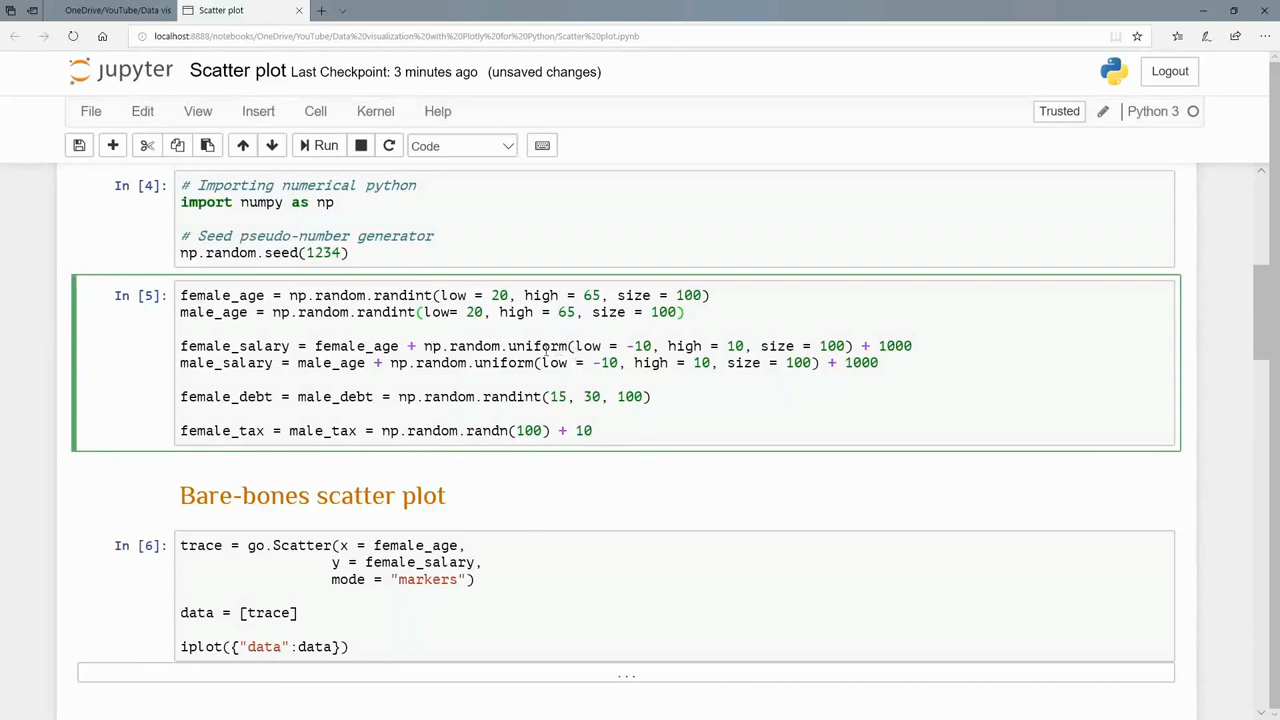 OneDrive/YouTube/Data vis
Scatter plot
localhost:8888/notebooks/OneDrive/YouTube/Data%20visualization%20with%20Plotly%20for%20Python/Scatter%20plot.ipynb
jupyter Scatter plot Last Checkpoint: 3 minutes ago (unsaved changes) Logout
File Edit View Insert Cell Kernel Help Trusted Python 3
Run Code
In [4]: # Importing numerical python
import numpy as np
# Seed pseudo-number generator
np.random.seed(1234)
In [5]: female_age = np.random.randint(low = 20, high = 65, size = 100)
male_age = np.random.randint(low= 20, high = 65, size = 100)
female_salary = female_age + np.random.uniform(low = -10, high = 10, size = 100) + 1000
male_salary = male_age + np.random.uniform(low = -10, high = 10, size = 100) + 1000
female_debt = male_debt = np.random.randint(15, 30, 100)
female_tax = male_tax = np.random.randn(100) + 10
Bare-bones scatter plot
In [6]: trace = go.Scatter(x = female_age,
y = female_salary,
mode = "markers")
data = [trace]
iplot({"data":data})
...